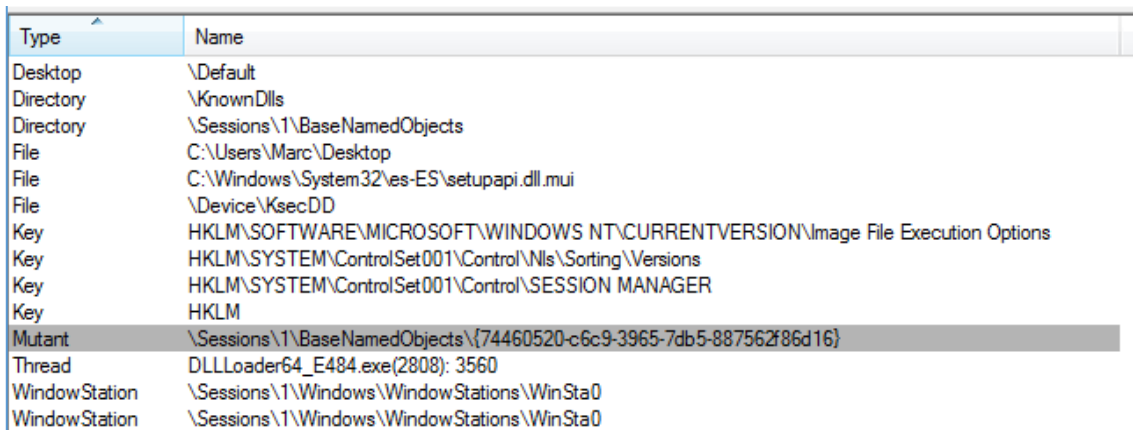 Type Name
Desktop \Default
Directory \KnownDlls
Directory \Sessions\1\BaseNamedObjects
File C:\Users\Marc\Desktop
File C:\Windows\System32\es-ES\setupapi.dll.mui
File \Device\KsecDD
Key HKLM\SOFTWARE\MICROSOFT\WINDOWS NT\CURRENTVERSION\Image File Execution Options
Key HKLM\SYSTEM\ControlSet001\Control\Nls\Sorting\Versions
Key HKLM\SYSTEM\ControlSet001\Control\SESSION MANAGER
Key HKLM
Mutant \Sessions\1\BaseNamedObjects\{74460520-c6c9-3965-7db5-887562f86d16}
Thread DLLLoader64_E484.exe(2808): 3560
WindowStation \Sessions\1\Windows\WindowStations\WinSta0
WindowStation \Sessions\1\Windows\WindowStations\WinSta0